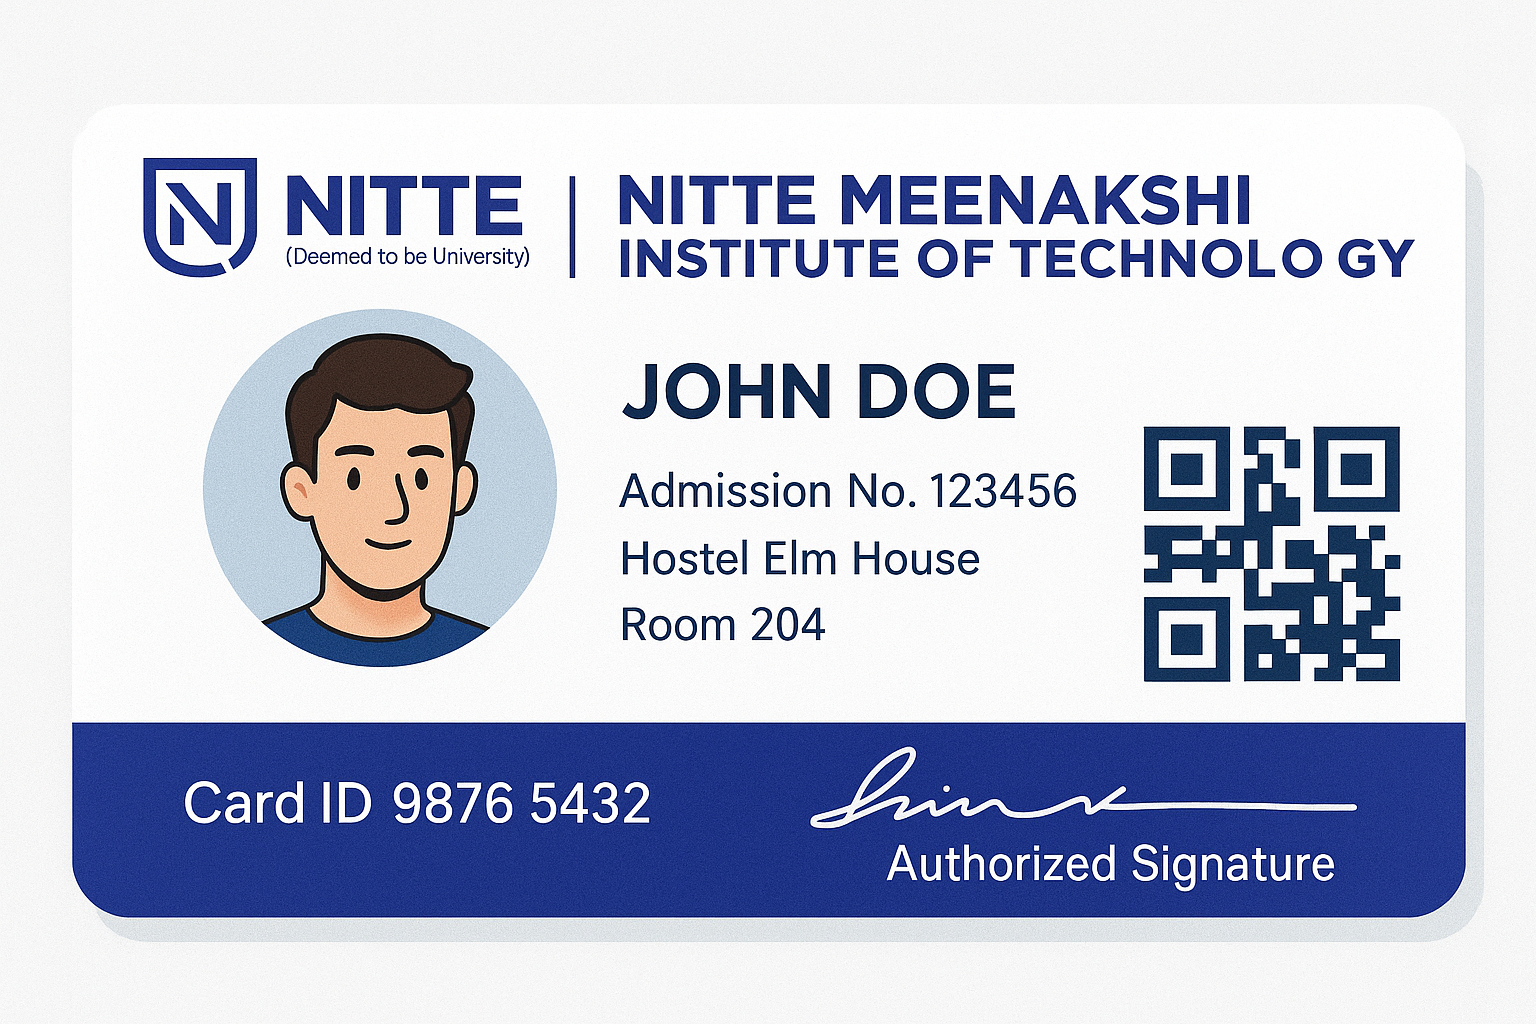 N NITTE
(Deemed to be University)
NITTE MEENAKSHI
INSTITUTE OF TECHNOLO GY
JOHN DOE
Admission No. 123456
Hostel Elm House
Room 204
Card ID 9876 5432
Authorized Signature